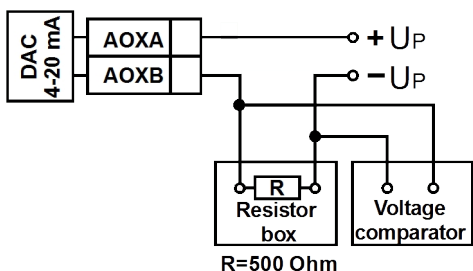 DAC
4-20 mA
AOXA
AOXB
+ UP
– UP
R
Resistor
box
Voltage
comparator
R=500 Ohm